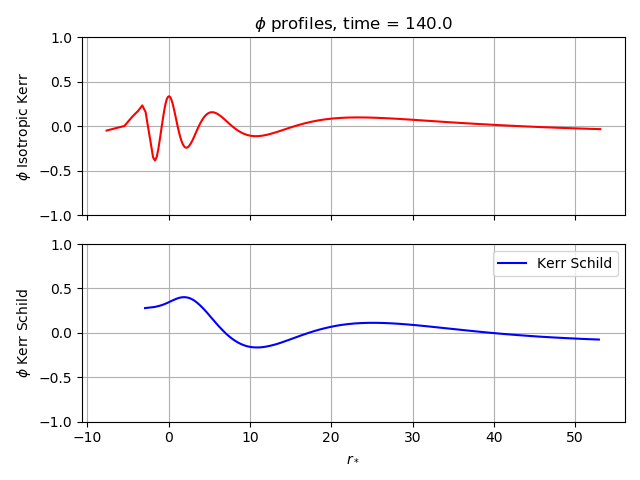 ϕ profiles, time = 140.0
1.0
0.5
0.0
−0.5
−1.0
ϕ Isotropic Kerr
1.0
0.5
0.0
−0.5
−1.0
ϕ Kerr Schild
Kerr Schild
−10 0 10 20 30 40 50
r*